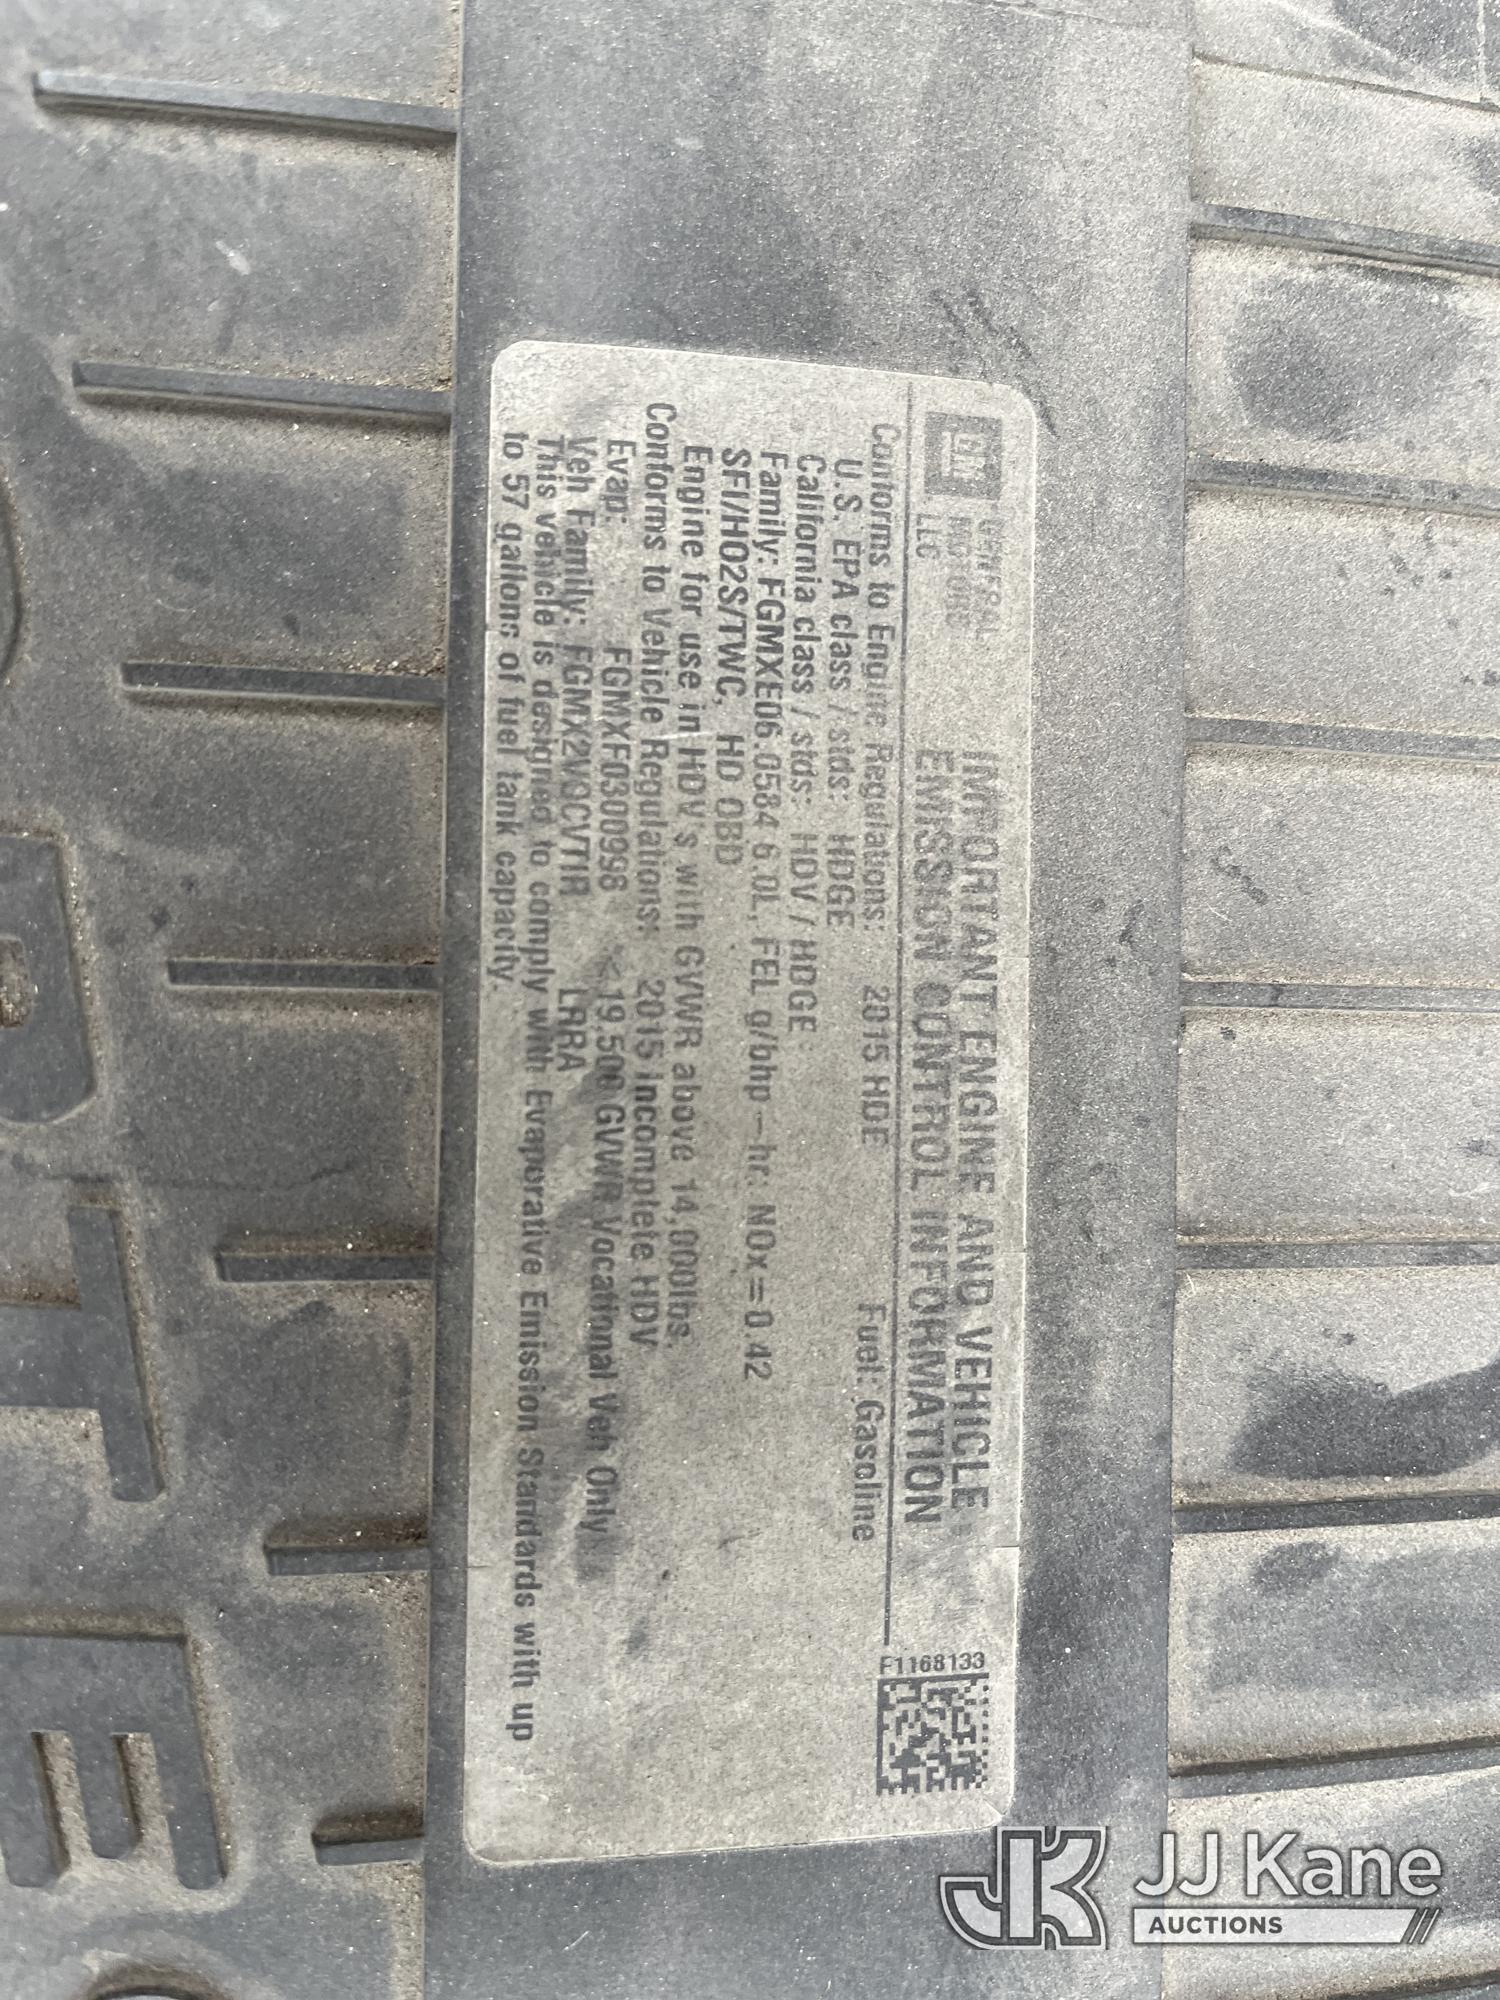 GM
GENERAL
MOTORS
LLC
IMPORTANT ENGINE AND VEHICLE
EMISSION CONTROL INFORMATION
F1168133
Conforms to Engine Regulations: 2015 HDE Fuel: Gasoline
U.S. EPA class / stds: HDGE
California class / stds: HDV / HDGE
Family: FGMXE06.0584 6.0L, FEL g/bhp-hr: NOx = 0.42
SFI/HO2S/TWC, HD OBD
Engine for use in HDV's with GVWR above 14,000lbs.
Conforms to Vehicle Regulations: 2015 incomplete HDV
Evap: FGMXF0300998 <19,500 GVWR Vocational Veh Only
Veh Family: FGMX2VOCVTIR LRRA
This vehicle is designed to comply with Evaporative Emission Standards with up
to 57 gallons of fuel tank capacity.
JJ Kane
AUCTIONS